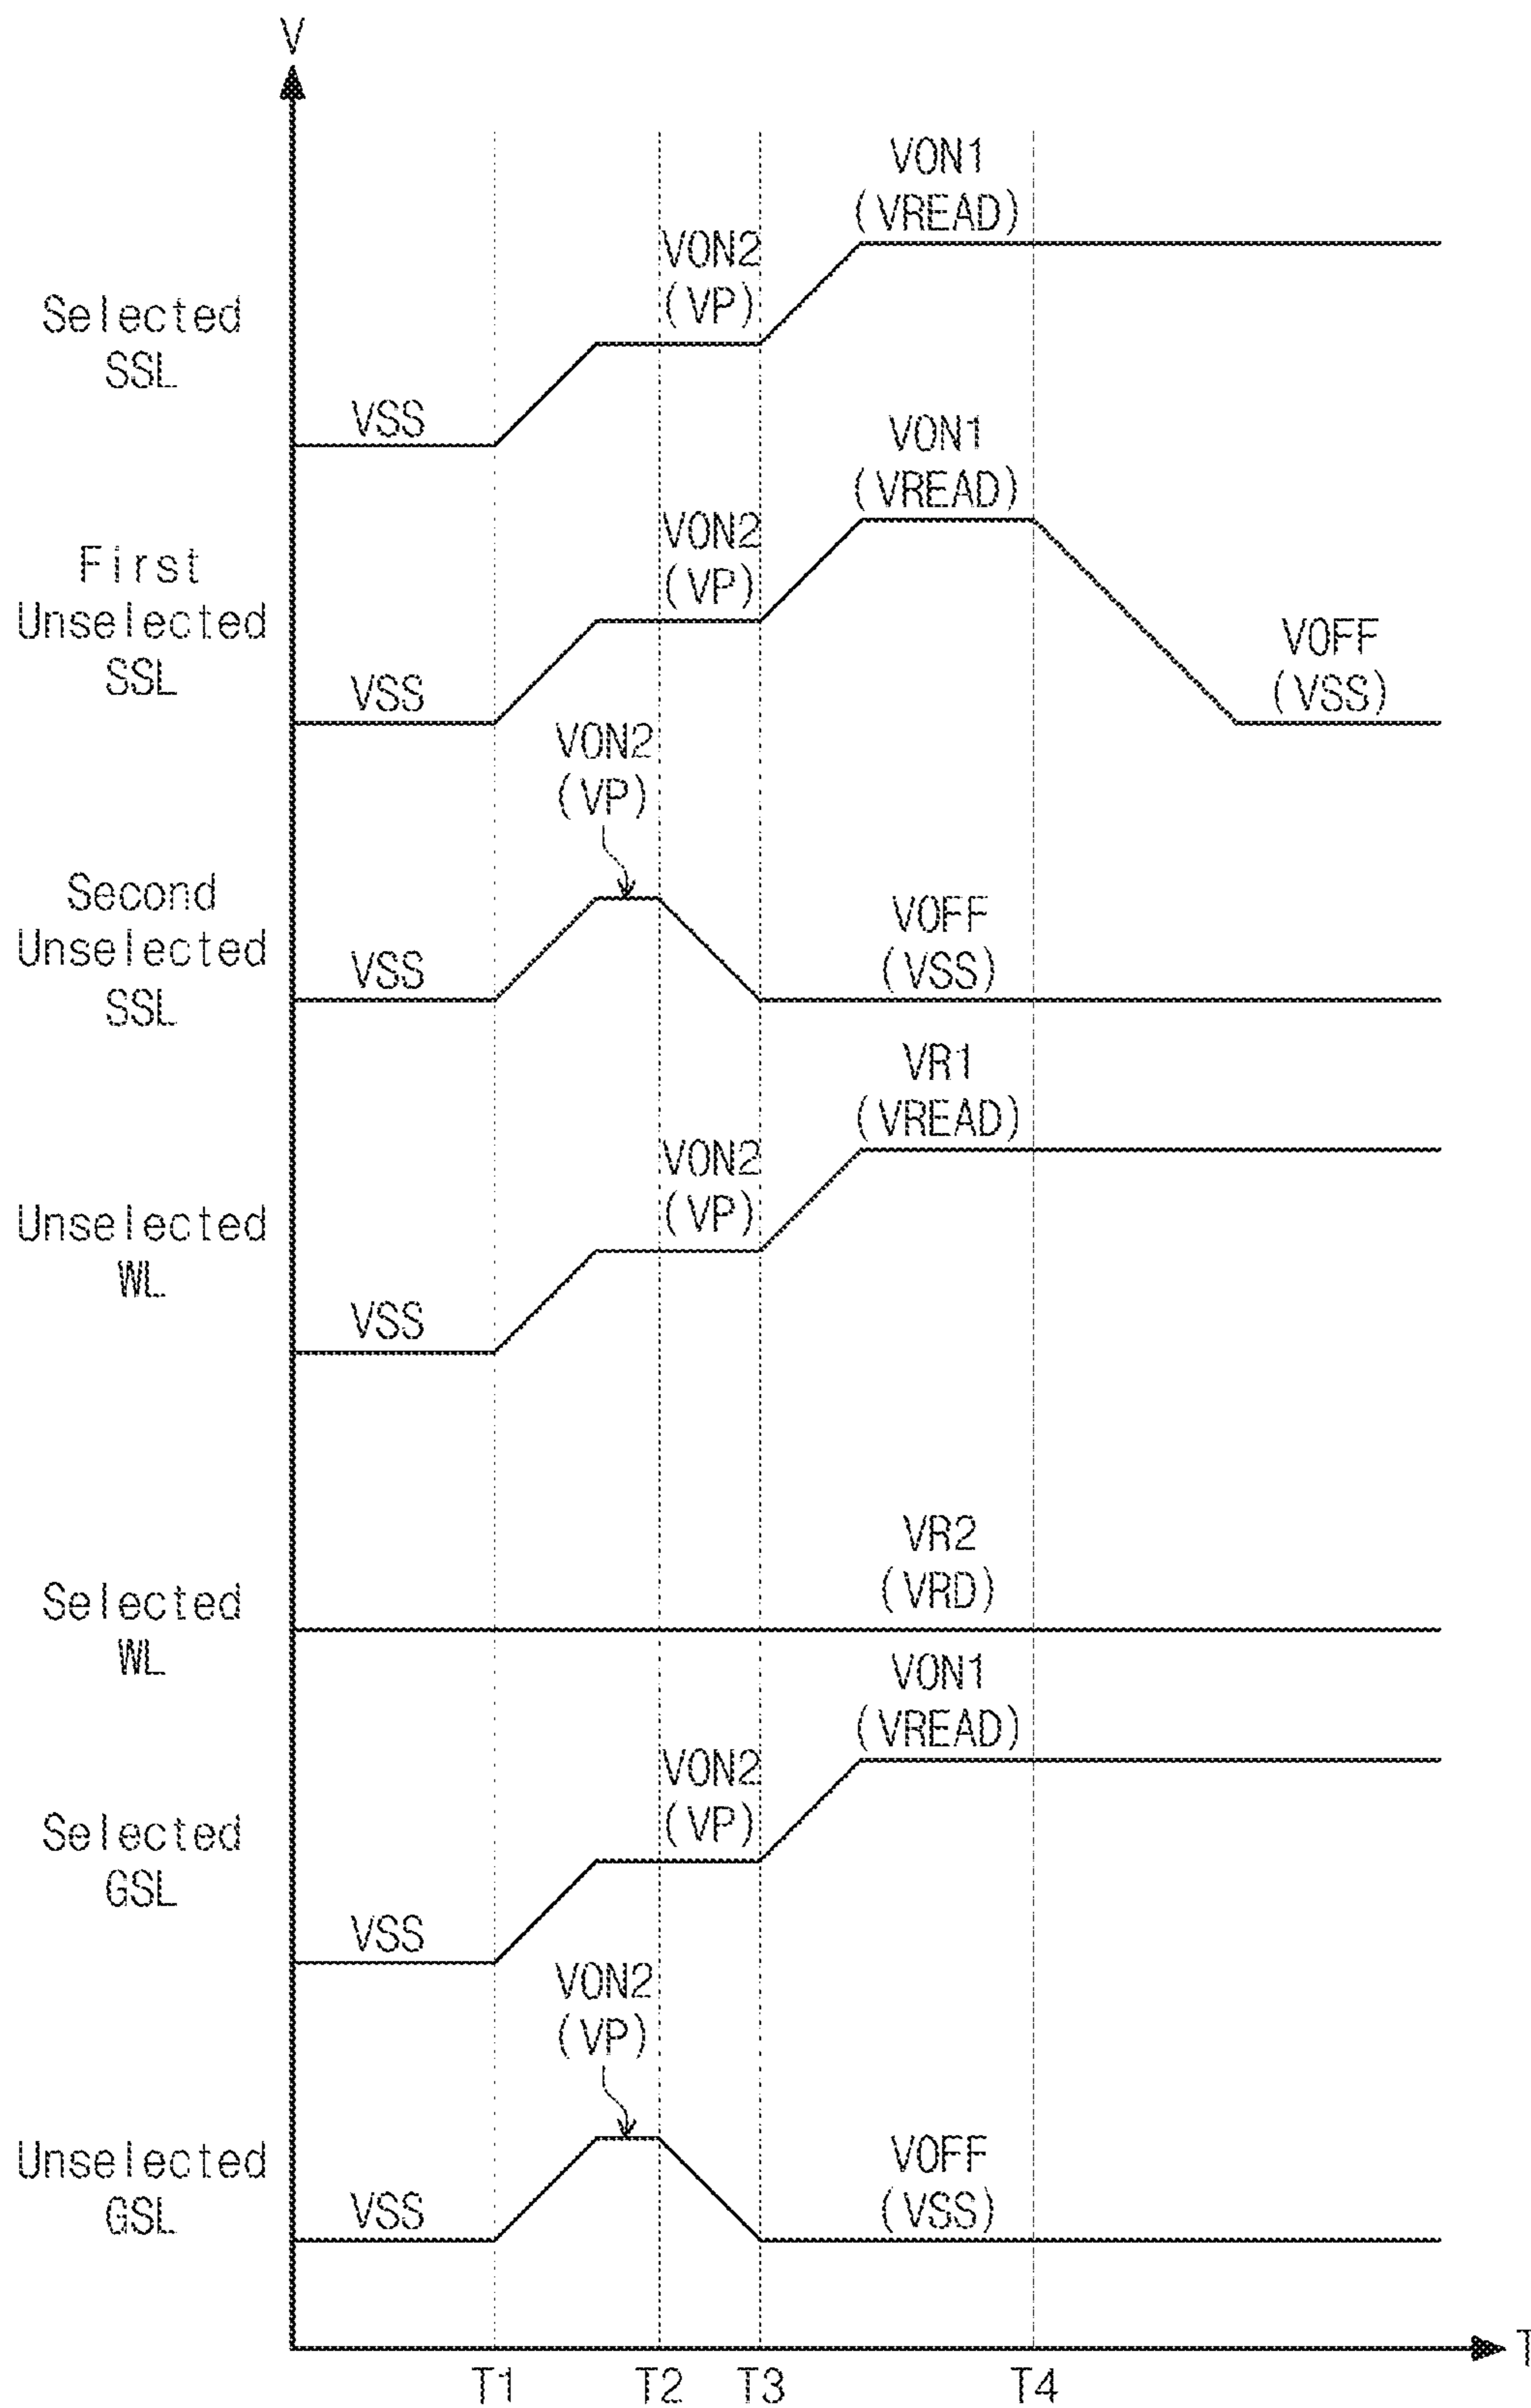 V
VON1
(VREAD)
VON2
(VP)
Selected
SSL
VSS
VON1
(VREAD)
VON2
(VP)
First
Unselected
SSL
VSS
VOFF
(VSS)
VON2
(VP)
Second
Unselected
SSL
VSS
VOFF
(VSS)
VR1
(VREAD)
VON2
(VP)
Unselected
WL
VSS
VR2
(VRD)
Selected
WL
VON1
(VREAD)
VON2
(VP)
Selected
GSL
VSS
VON2
(VP)
Unselected
GSL
VSS
VOFF
(VSS)
T
T1 T2 T3 T4